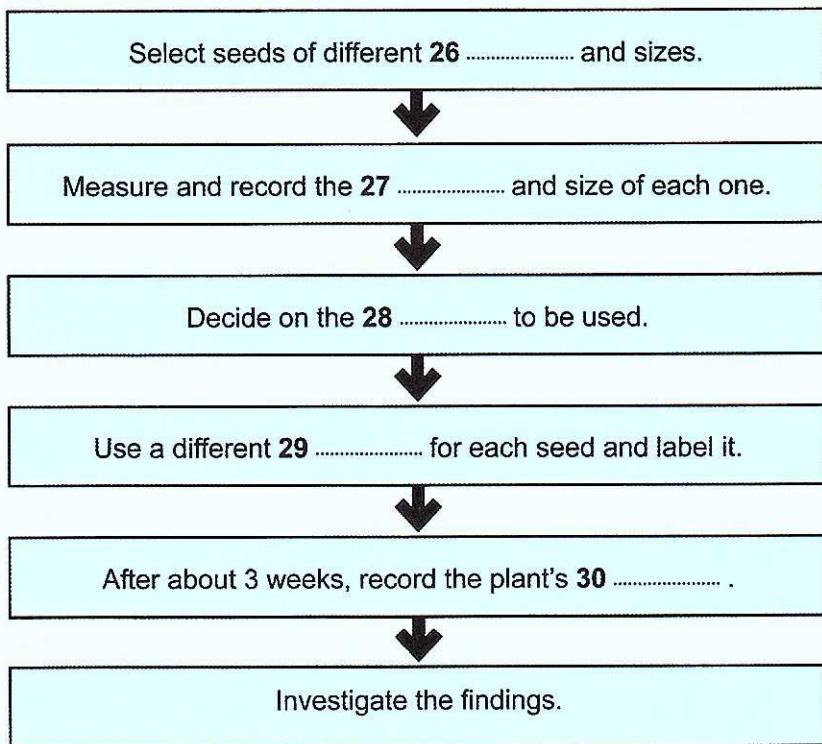 Select seeds of different 26 ..................... and sizes.
Measure and record the 27 ..................... and size of each one.
Decide on the 28 ..................... to be used.
Use a different 29 ..................... for each seed and label it.
After about 3 weeks, record the plant's 30 ..................... .
Investigate the findings.